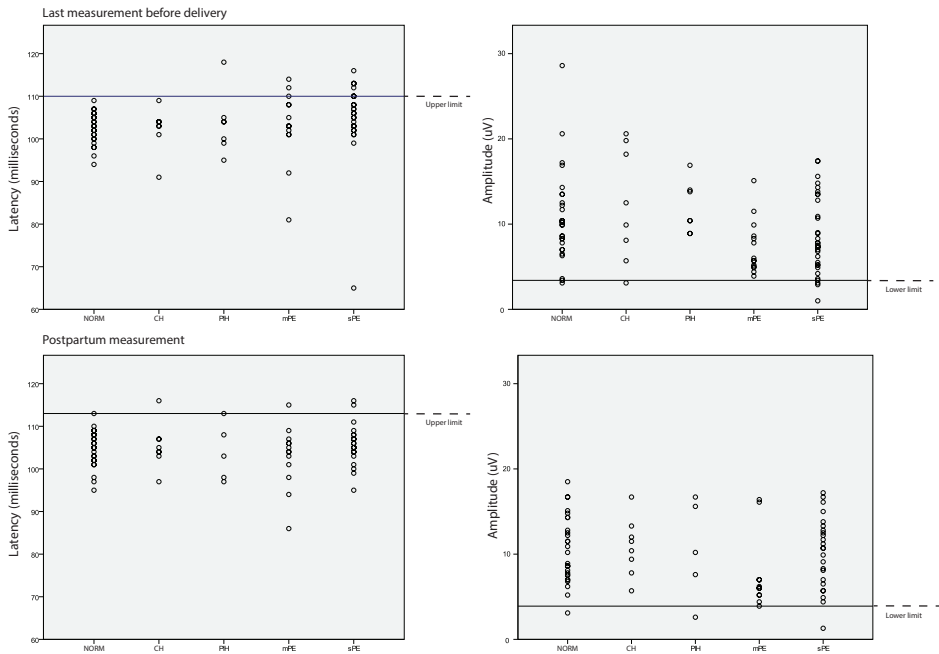 Last measurement before delivery
Latency (milliseconds)
120
110
100
90
80
70
60
NORM
CH
PIH
mPE
sPE
Upper limit
Amplitude (uV)
30
20
10
0
NORM
CH
PIH
mPE
sPE
Lower limit
Postpartum measurement
Latency (milliseconds)
120
110
100
90
80
70
60
NORM
CH
PIH
mPE
sPE
Upper limit
Amplitude (uV)
30
20
10
0
NORM
CH
PIH
mPE
sPE
Lower limit